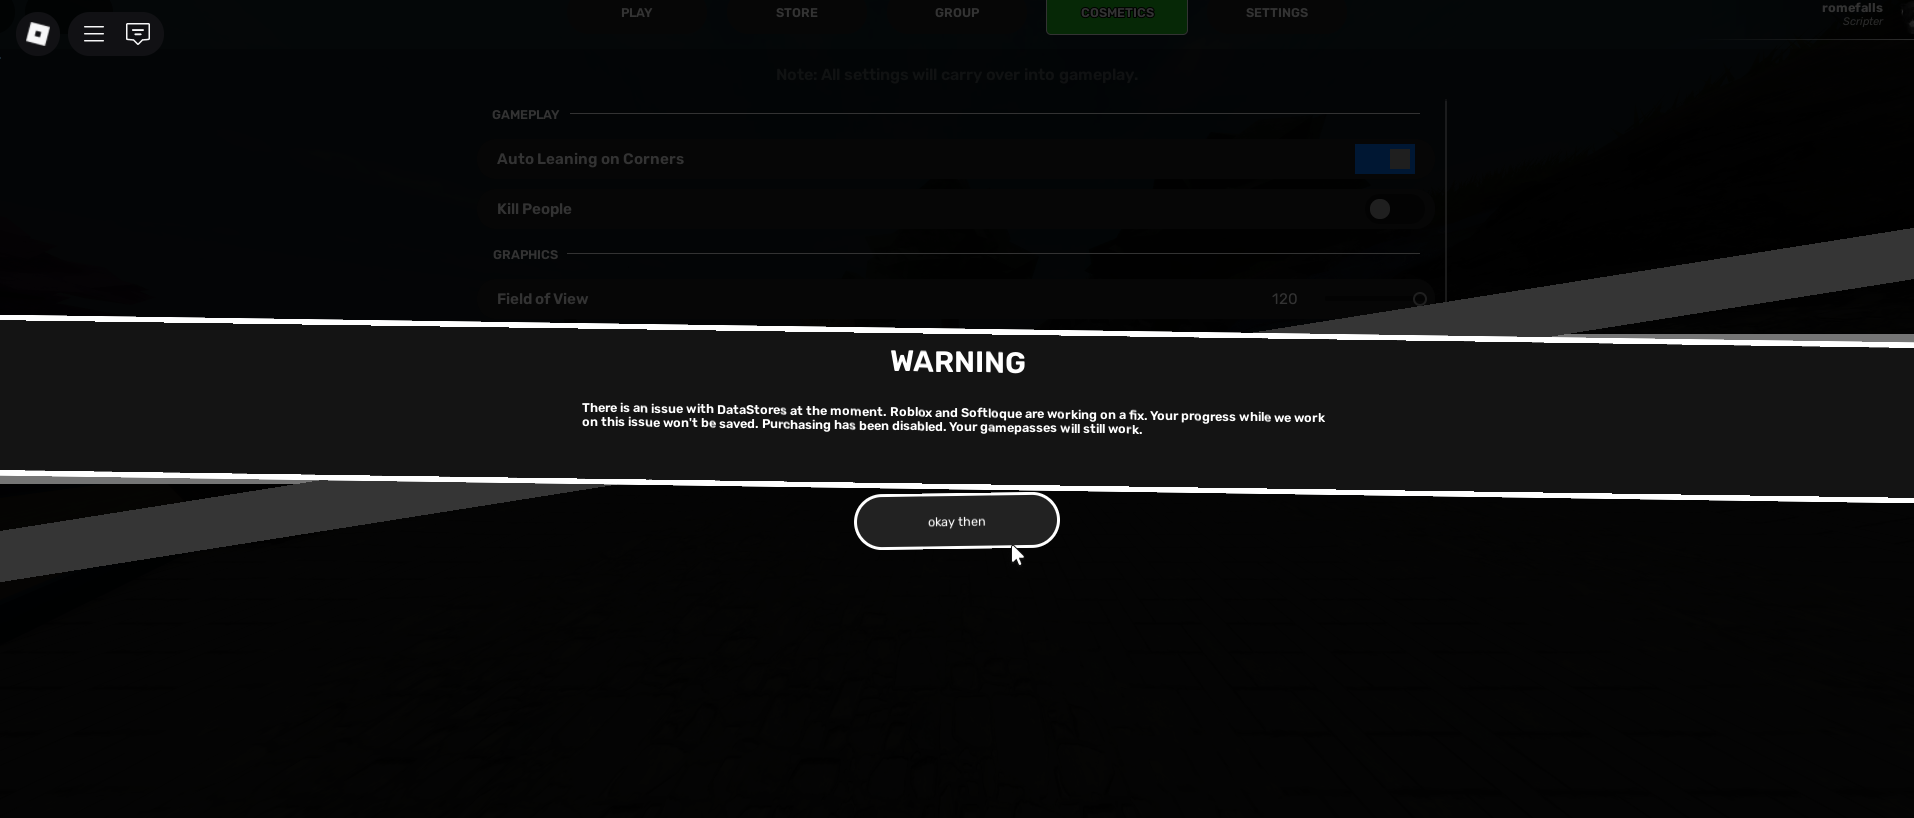 PLAY
STORE
GROUP
COSMETICS
SETTINGS
romefalls
Scripter
Note: All settings will carry over into gameplay.
GAMEPLAY
Auto Leaning on Corners
Kill People
GRAPHICS
Field of View
120
WARNING
There is an issue with DataStores at the moment. Roblox and Softloque are working on a fix. Your progress while we work
on this issue won't be saved. Purchasing has been disabled. Your gamepasses will still work.
okay then